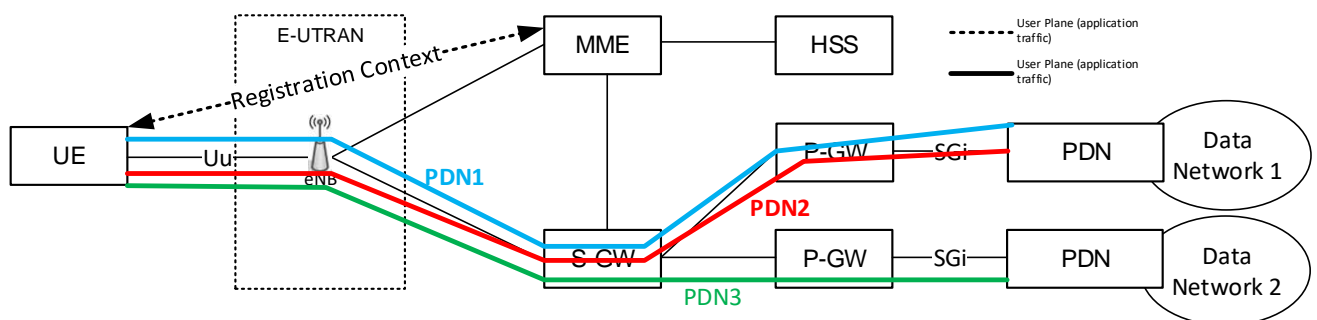 E-UTRAN
MME
HSS
User Plane (application
traffic)
User Plane (application
traffic)
Registration Context
UE
Uu
eNB
PDN1
P-GW
SGi
PDN
Data
Network 1
PDN2
S-GW
P-GW
SGi
PDN
Data
Network 2
PDN3